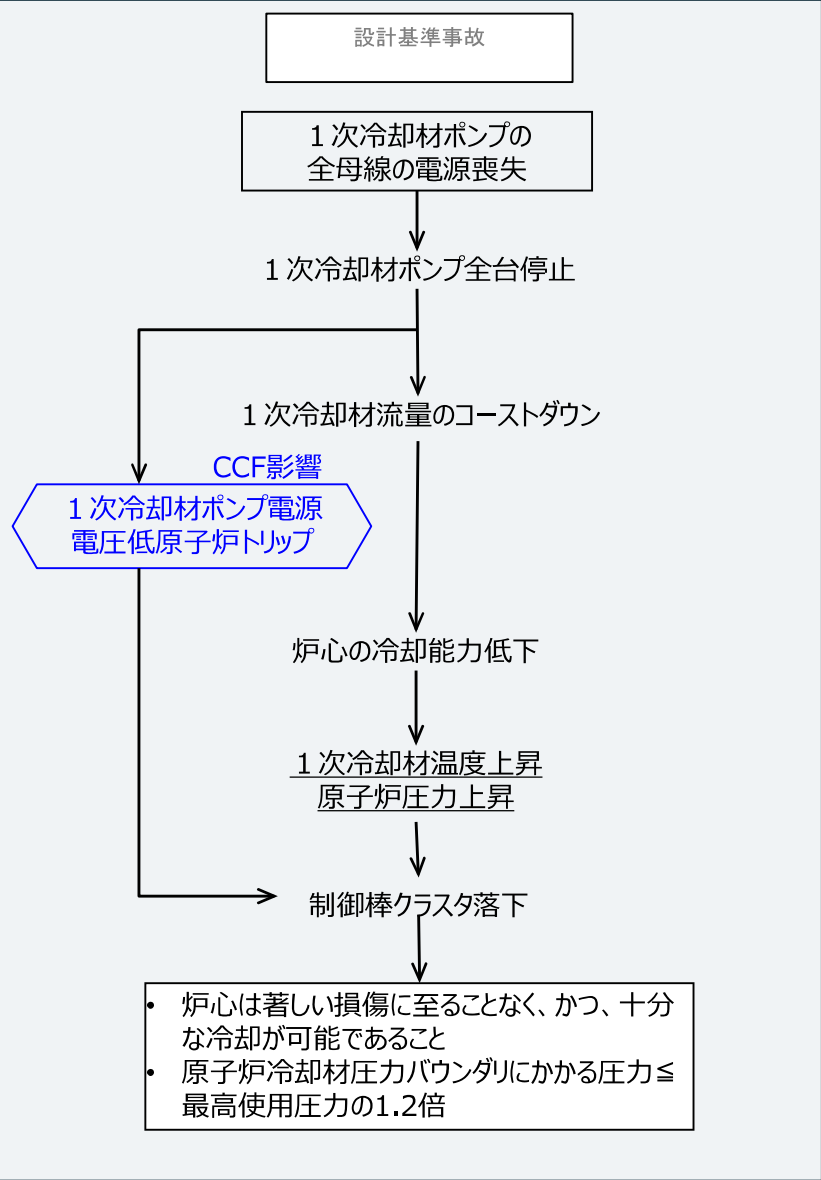 設計基準事故
１次冷却材ポンプの
全母線の電源喪失
１次冷却材ポンプ全台停止
１次冷却材流量のコーストダウン
CCF影響
１次冷却材ポンプ電源
電圧低原子炉トリップ
炉心の冷却能力低下
１次冷却材温度上昇
原子炉圧力上昇
制御棒クラスタ落下
• 炉心は著しい損傷に至ることなく、かつ、十分
な冷却が可能であること
• 原子炉冷却材圧力バウンダリにかかる圧力≦
最高使用圧力の1.2倍